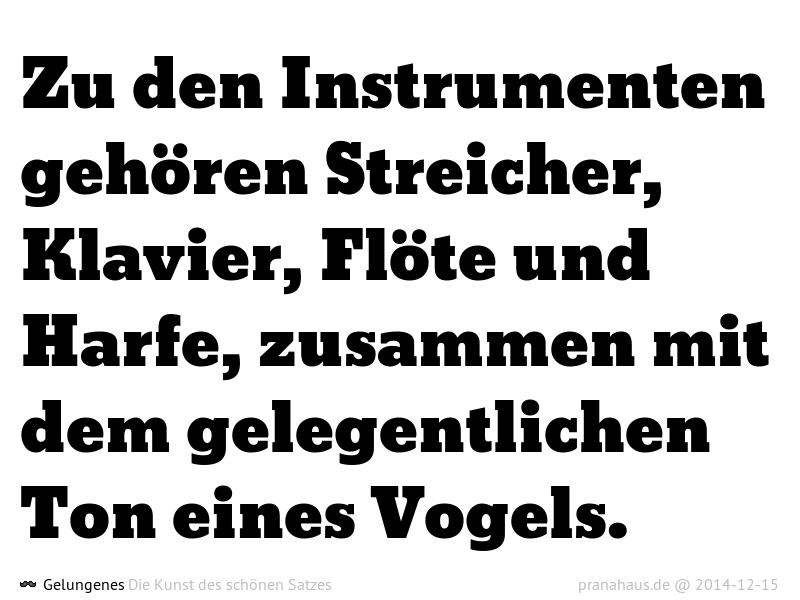 Zu den Instrumenten
gehören Streicher,
Klavier, Flöte und
Harfe, zusammen mit
dem gelegentlichen
Ton eines Vogels.
Gelungenes Die Kunst des schönen Satzes pranahaus.de @ 2014-12-15